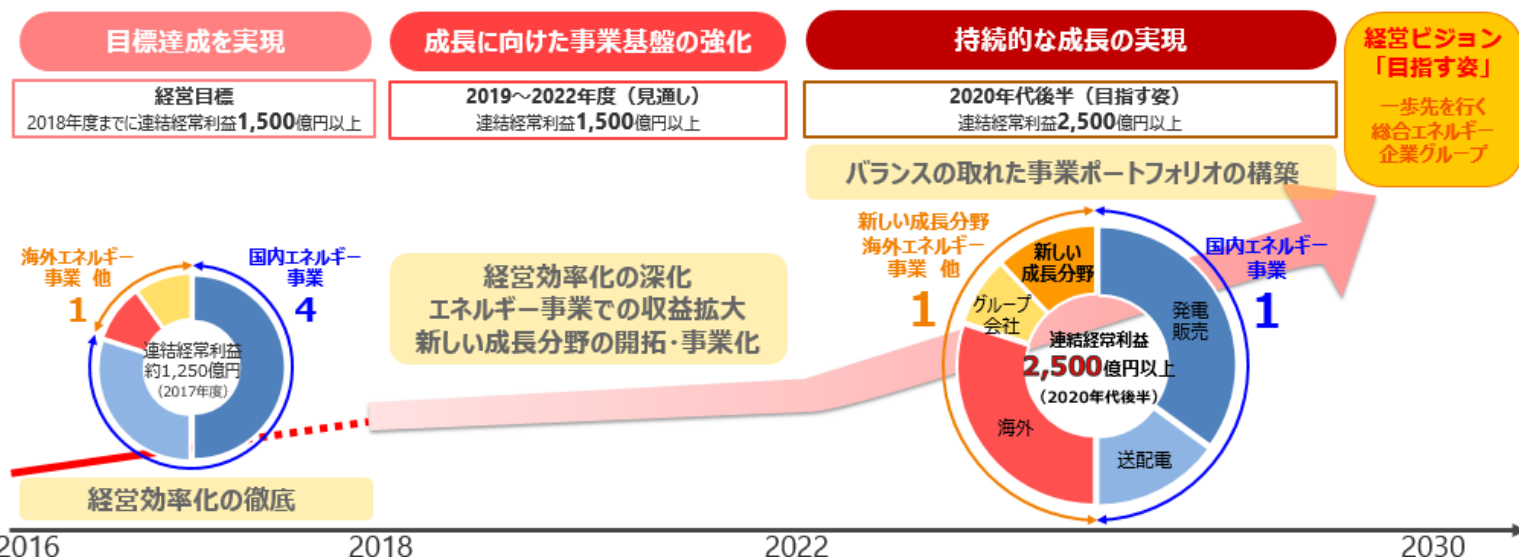 目標達成を実現
経営目標
2018年度までに連結経常利益1,500億円以上
成長に向けた事業基盤の強化
2019～2022年度（見通し）
連結経常利益1,500億円以上
持続的な成長の実現
2020年代後半（目指す姿）
連結経常利益2,500億円以上
経営ビジョン
「目指す姿」
一歩先を行く
総合エネルギー
企業グループ
バランスの取れた事業ポートフォリオの構築
海外エネルギー
事業 他
1
国内エネルギー
事業
4
連結経常利益
約1,250億円
（2017年度）
経営効率化の徹底
経営効率化の深化
エネルギー事業での収益拡大
新しい成長分野の開拓・事業化
新しい成長分野
海外エネルギー
事業 他
1
国内エネルギー
事業
1
新しい
成長分野
グループ
会社
海外
発電
販売
送配電
連結経常利益
2,500億円以上
（2020年代後半）
2016
2018
2022
2030